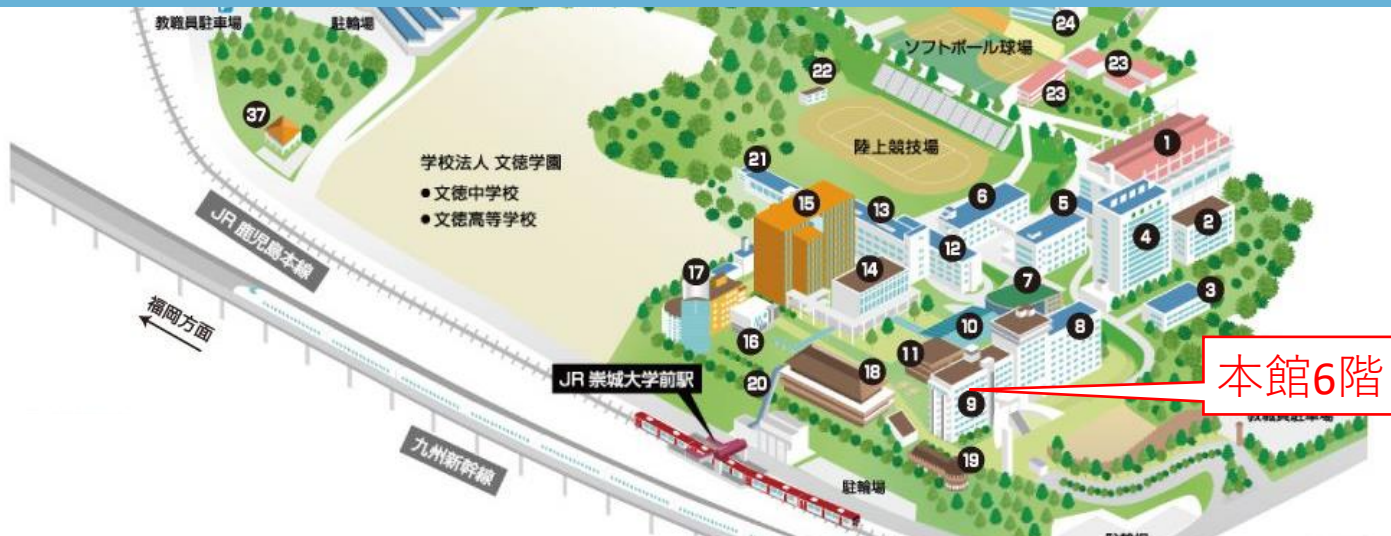 教職員駐車場
駐輪場
24
ソフトボール球場
23
23
22
37
陸上競技場
1
学校法人 文徳学園
● 文徳中学校
● 文徳高等学校
21
15
13
6
5
4
2
12
14
7
3
JR 鹿児島本線
17
福岡方面
16
10
8
11
18
JR 崇城大学前駅
20
9
本館6階
教職員駐車場
九州新幹線
19
駐輪場